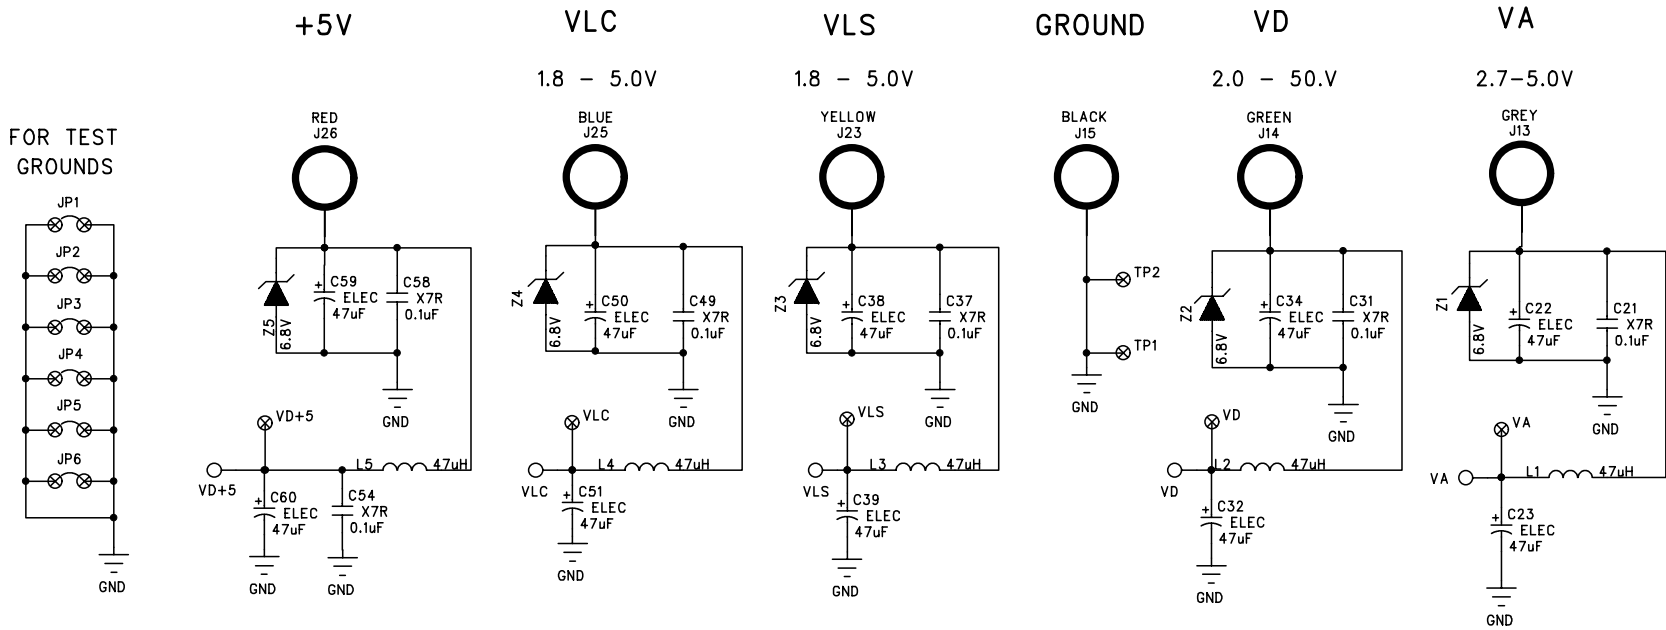 +5V
VLC
VLS
GROUND
VD
VA
1.8 - 5.0V
1.8 - 5.0V
2.0 - 50.V
2.7-5.0V
FOR TEST
GROUNDS
JP1
JP2
JP3
JP4
JP5
JP6
GND
RED
J26
Z5
6.8V
+
C59
ELEC
47uF
C58
X7R
0.1uF
GND
VD+5
VD+5
L5
47uH
+
C60
ELEC
47uF
GND
C54
X7R
0.1uF
GND
BLUE
J25
Z4
6.8V
+
C50
ELEC
47uF
C49
X7R
0.1uF
GND
VLC
VLC
L4
47uH
+
C51
ELEC
47uF
GND
YELLOW
J23
Z3
6.8V
+
C38
ELEC
47uF
C37
X7R
0.1uF
GND
VLS
VLS
L3
47uH
+
C39
ELEC
47uF
GND
BLACK
J15
TP2
TP1
GND
GREEN
J14
Z2
6.8V
+
C34
ELEC
47uF
C31
X7R
0.1uF
GND
VD
VD
L2
47uH
+
C32
ELEC
47uF
GND
GREY
J13
Z1
6.8V
+
C22
ELEC
47uF
C21
X7R
0.1uF
GND
VA
VA
L1
47uH
+
C23
ELEC
47uF
GND